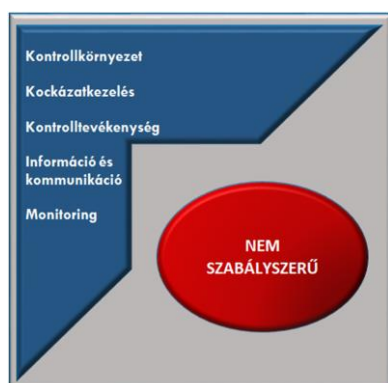 Kontrollkörnyezet
Kockázatkezelés
Kontrolltevékenység
Információ és
kommunikáció
Monitoring
NEM
SZABÁLYSZERŰ